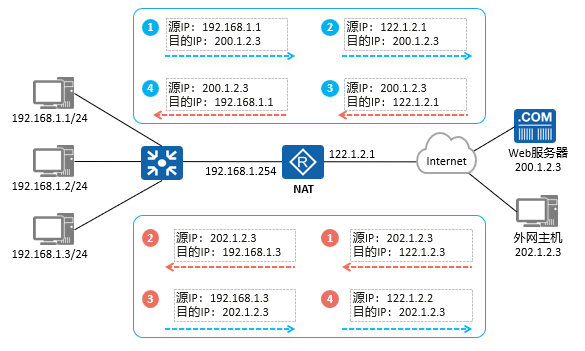 1
源IP：192.168.1.1
目的IP：200.1.2.3
2
源IP：122.1.2.1
目的IP：200.1.2.3
4
源IP：200.1.2.3
目的IP：192.168.1.1
3
源IP：200.1.2.3
目的IP：122.1.2.1
192.168.1.1/24
192.168.1.2/24
192.168.1.3/24
192.168.1.254
R
NAT
122.1.2.1
Internet
.COM
Web服务器
200.1.2.3
外网主机
202.1.2.3
2
源IP：202.1.2.3
目的IP：192.168.1.3
1
源IP：202.1.2.3
目的IP：122.1.2.3
3
源IP：192.168.1.3
目的IP：202.1.2.3
4
源IP：122.1.2.2
目的IP：202.1.2.3